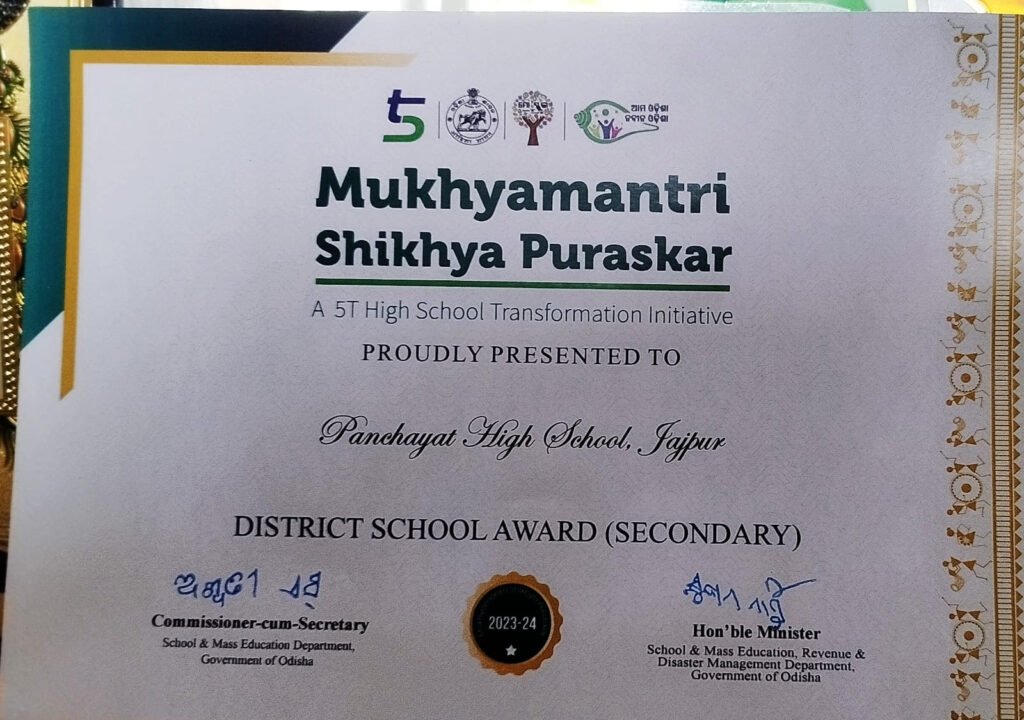 5
ମୋ ସ୍କୁଲ
ଆମ ଓଡ଼ିଶା
ନବୀନ ଓଡ଼ିଶା
Mukhyamantri
Shikhya Puraskar
A 5T High School Transformation Initiative
PROUDLY PRESENTED TO
Panchayat High School, Jajpur
DISTRICT SCHOOL AWARD (SECONDARY)
Commissioner-cum-Secretary
School & Mass Education Department,
Government of Odisha
2023-24
Hon'ble Minister
School & Mass Education, Revenue &
Disaster Management Department,
Government of Odisha